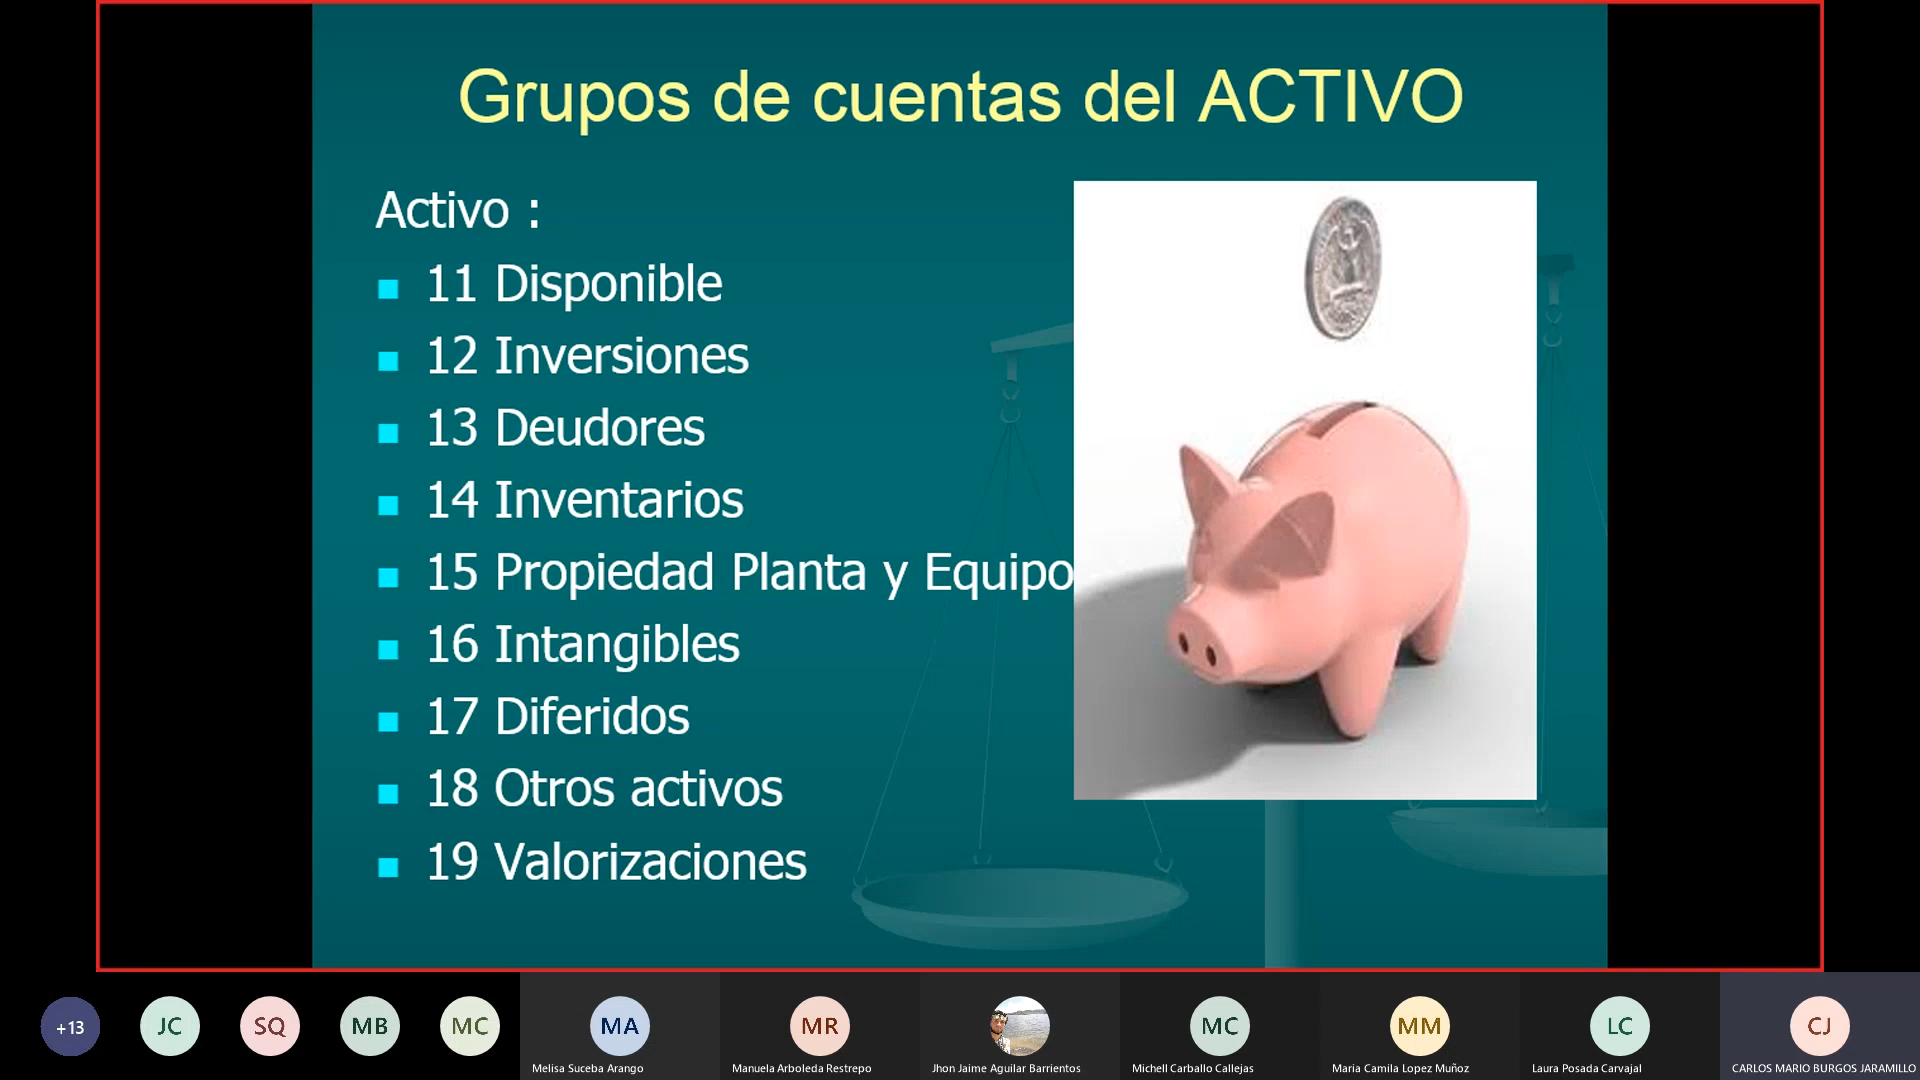 Grupos de cuentas del ACTIVO
Activo :
11 Disponible
12 Inversiones
13 Deudores
14 Inventarios
15 Propiedad Planta y Equipo
16 Intangibles
17 Diferidos
18 Otros activos
19 Valorizaciones
+13
JC
SQ
MB
MC
MA
MR
MC
MM
LC
CJ
Melisa Suceba Arango
Manuela Arboleda Restrepo
Jhon Jaime Aguilar Barrientos
Michell Carballo Callejas
Maria Camila Lopez Muñoz
Laura Posada Carvajal
CARLOS MARIO BURGOS JARAMILLO